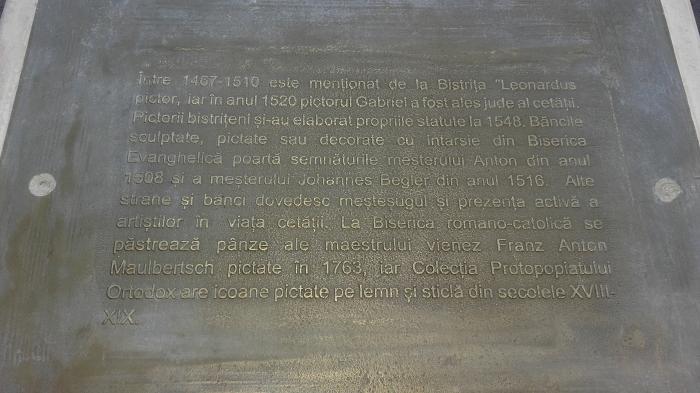 Între 1467-1510 este menționat de la Bistrița "Leonardus
pictor, iar în anul 1520 pictorul Gabriel a fost ales jude al cetății.
Pictorii bistrițeni și-au elaborat propriile statute la 1548. Băncile
sculptate, pictate sau decorate cu intarsie din Biserica
Evanghelică poartă semnăturile meșterului Anton din anul
1508 și a meșterului Johannes Begler din anul 1516. Alte
strane și bănci dovedesc meșteșugul și prezența activă a
artiștilor în viața cetății. La Biserica romano-catolică se
păstrează pânze ale maestrului vienez Franz Anton
Maulbertsch pictate în 1763, iar Colecția Protopopiatului
Ortodox are icoane pictate pe lemn și sticlă din secolele XVIII-
XIX.